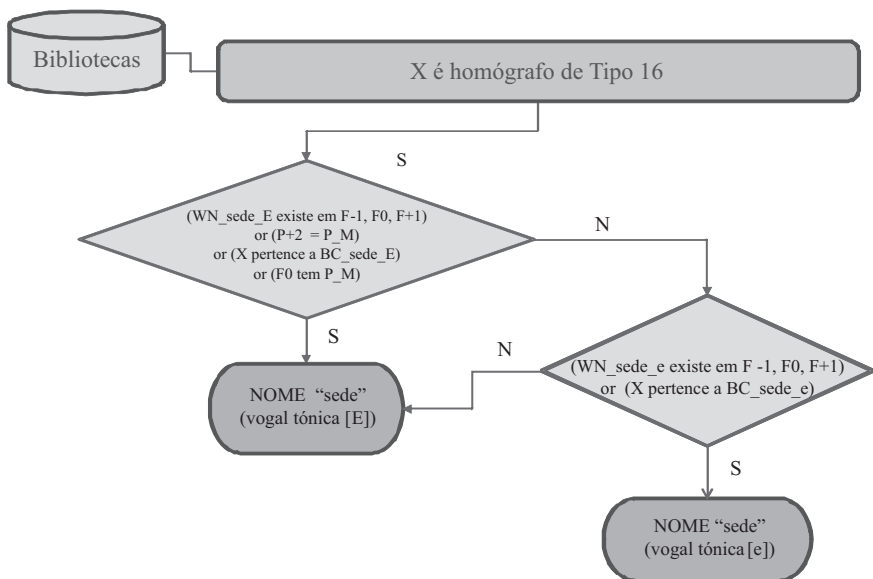 Bibliotecas
X é homógrafo de Tipo 16
S
(WN_sede_E existe em F-1, F0, F+1)
or (P+2 = P_M)
or (X pertence a BC_sede_E)
or (F0 tem P_M)
N
S
N
(WN_sede_e existe em F -1, F0, F+1)
or (X pertence a BC_sede_e)
NOME “sede”
(vogal tónica [E])
S
NOME “sede”
(vogal tónica [e])